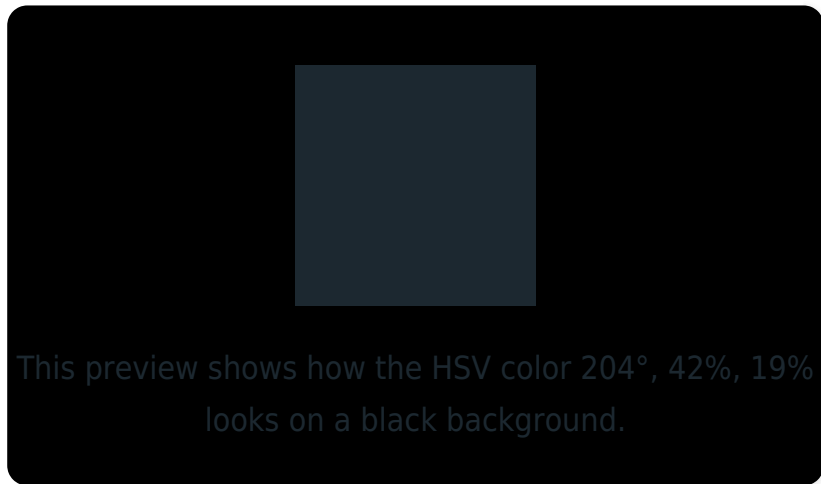 This preview shows how the HSV color 204°, 42%, 19%
looks on a black background.